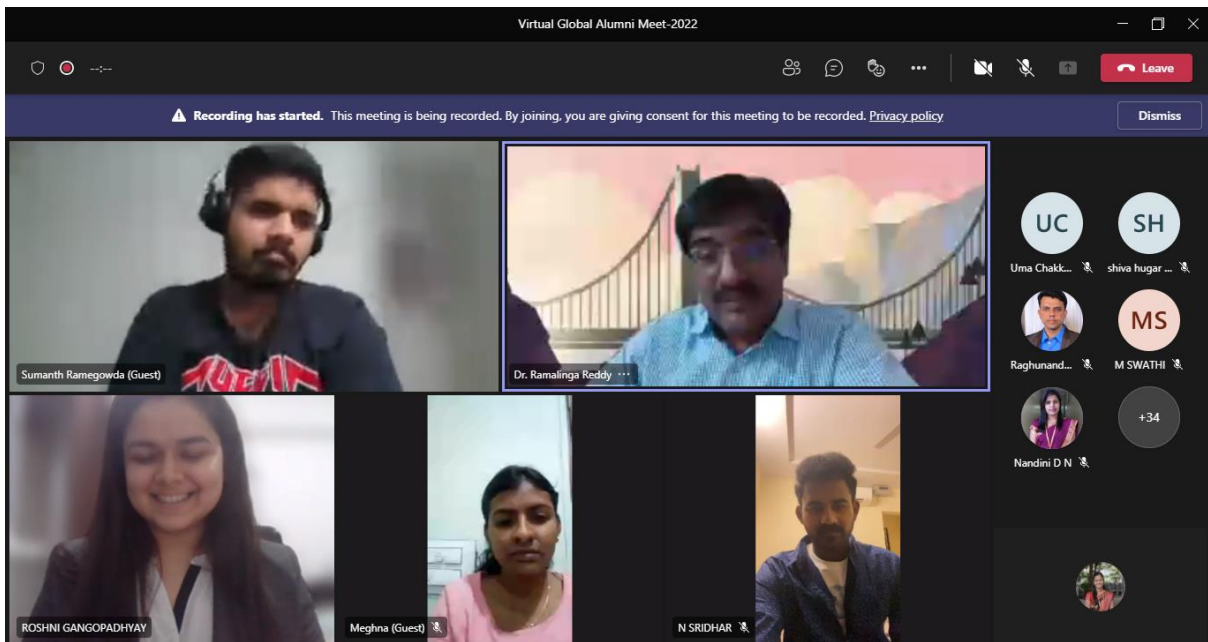 Virtual Global Alumni Meet-2022
--:--
Leave
Recording has started. This meeting is being recorded. By joining, you are giving consent for this meeting to be recorded. Privacy policy
Dismiss
Sumanth Ramegowda (Guest)
Dr. Ramalinga Reddy ···
UC
SH
Uma Chakk...
shiva hugar ...
MS
Raghunand...
M SWATHI
+34
Nandini D N
ROSHNI GANGOPADHYAY
Meghna (Guest)
N SRIDHAR